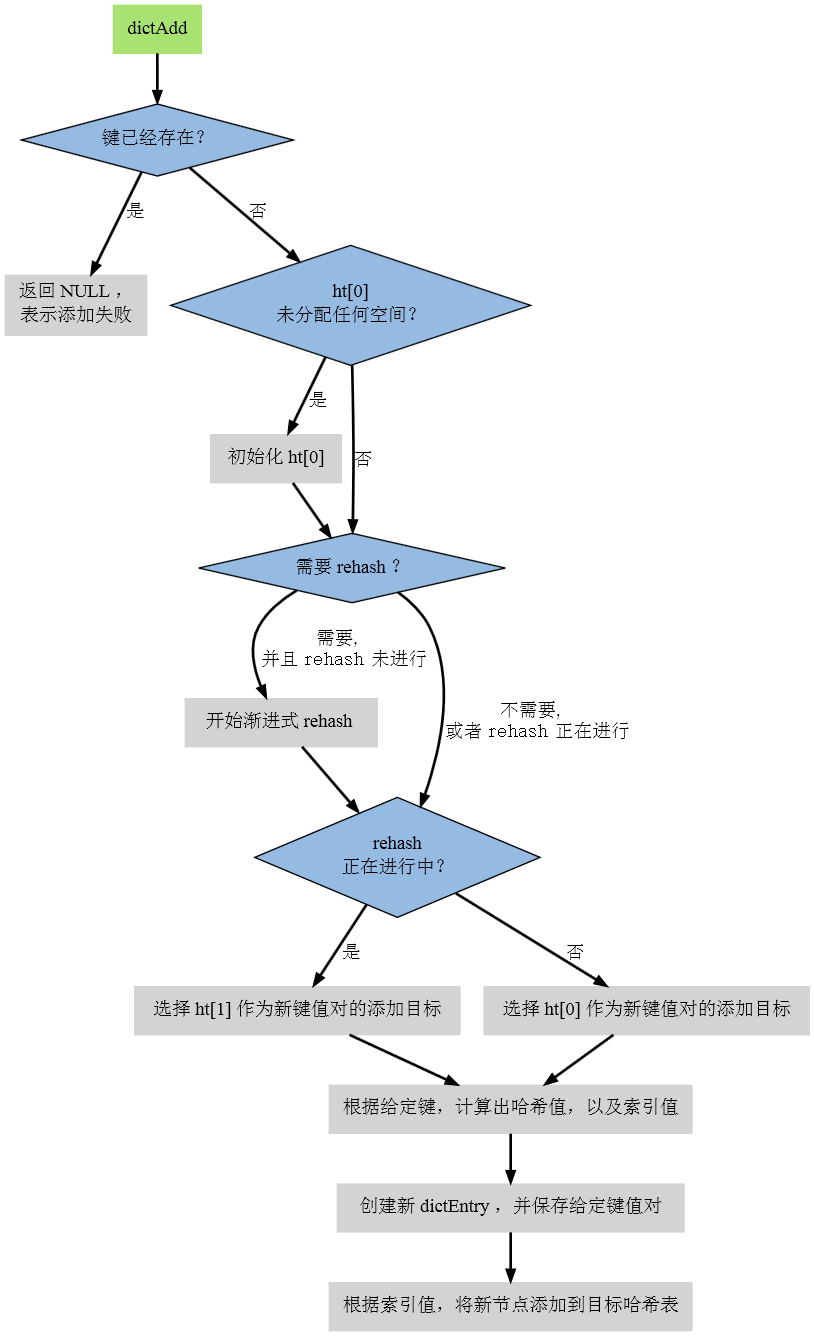 dictAdd
键已经存在？
是
否
返回 NULL ，
表示添加失败
ht[0]
未分配任何空间？
是
初始化 ht[0]
否
需要 rehash ？
需要,
并且 rehash 未进行
开始渐进式 rehash
不需要,
或者 rehash 正在进行
rehash
正在进行中？
是
否
选择 ht[1] 作为新键值对的添加目标
选择 ht[0] 作为新键值对的添加目标
根据给定键，计算出哈希值，以及索引值
创建新 dictEntry ，并保存给定键值对
根据索引值，将新节点添加到目标哈希表